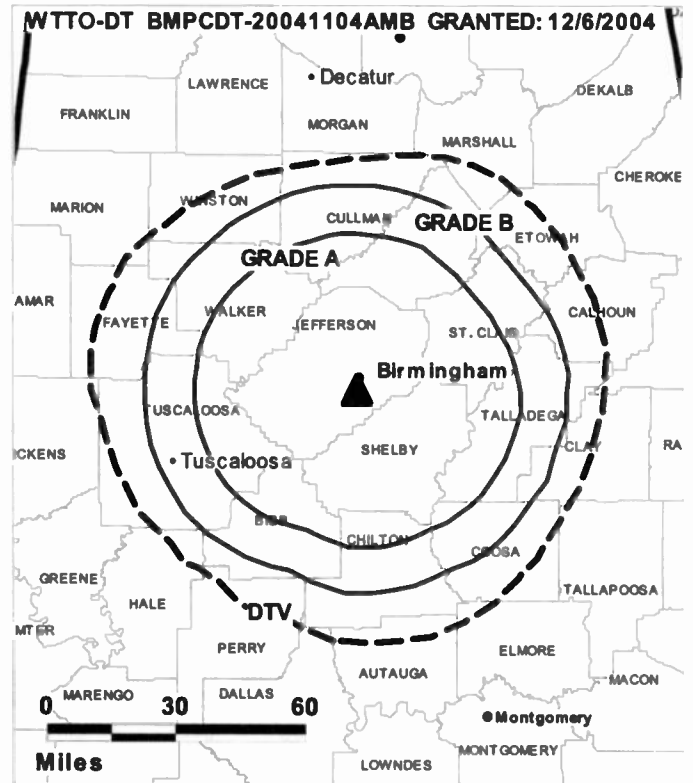 WTTO-DT BMPCDT-20041104AMB GRANTED: 12/6/2004
LAWRENCE
Decatur
DEKALB
FRANKLIN
MORGAN
MARSHALL
CHEROKE
MARION
WINSTON
CULLMAN
GRADE B
ETOWAH
GRADE A
AMAR
FAYETTE
WALKER
JEFFERSON
ST. CLAIR
CALHOUN
Birmingham
TUSCALOOSA
TALLADEGA
ICKENS
Tuscaloosa
SHELBY
CLAY
RA
BIBB
CHILTON
COOSA
GREENE
HALE
DTV
TALLAPOOSA
MTER
PERRY
ELMORE
AUTAUGA
MACON
MARENGO
DALLAS
0 30 60
Montgomery
Miles
LOWNDES
MONTGOMERY